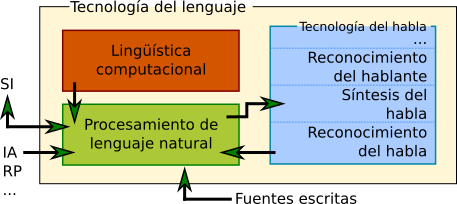 Tecnología del lenguaje
Lingüística
computacional
Procesamiento de
lenguaje natural
Tecnología del habla
...
Reconocimiento
del hablante
Síntesis del
habla
Reconocimiento
del habla
SI
IA
RP
...
Fuentes escritas